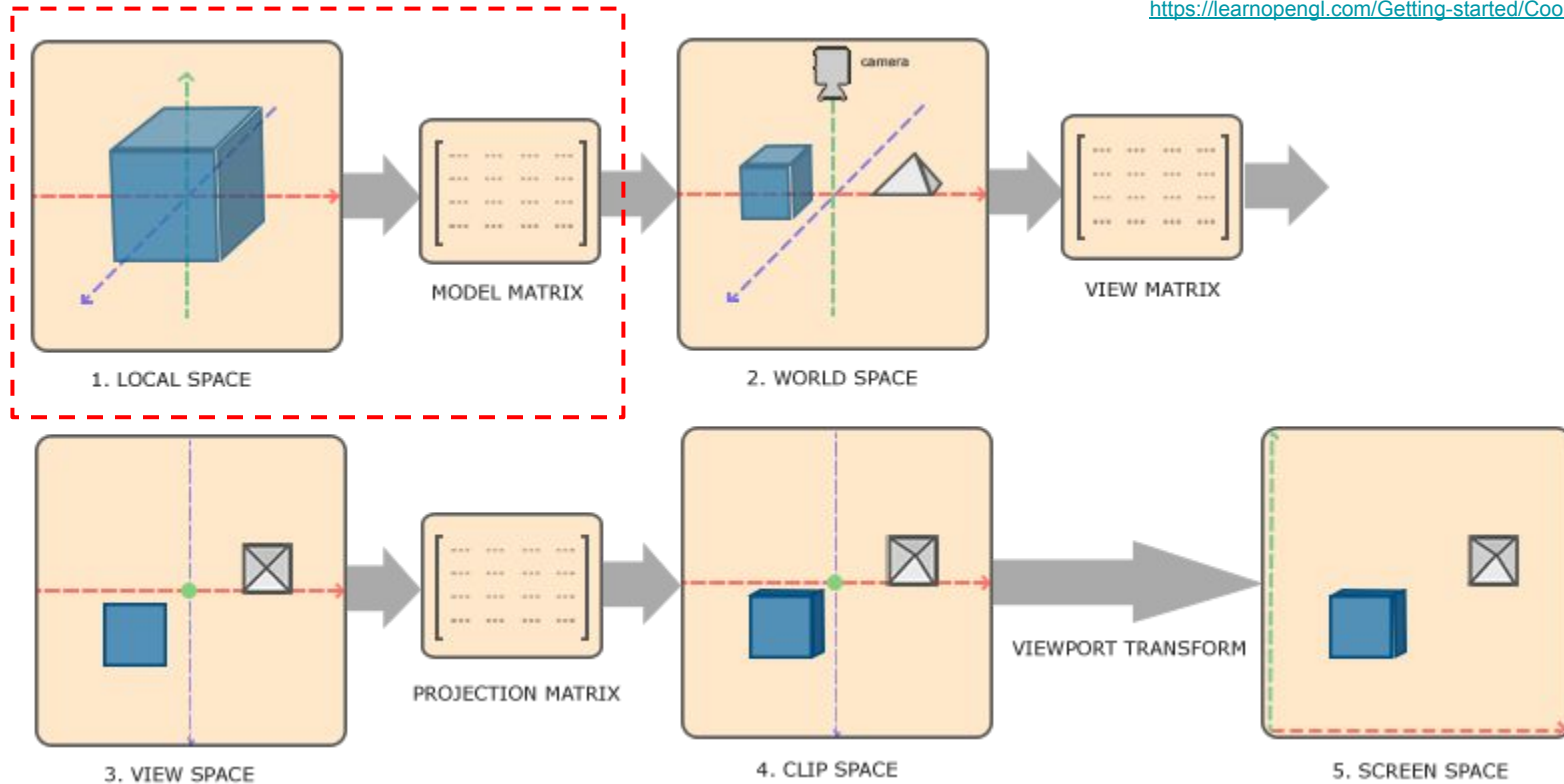 https://learnopengl.com/Getting-started/Coo
camera
MODEL MATRIX
VIEW MATRIX
1. LOCAL SPACE
2. WORLD SPACE
PROJECTION MATRIX
VIEWPORT TRANSFORM
3. VIEW SPACE
4. CLIP SPACE
5. SCREEN SPACE